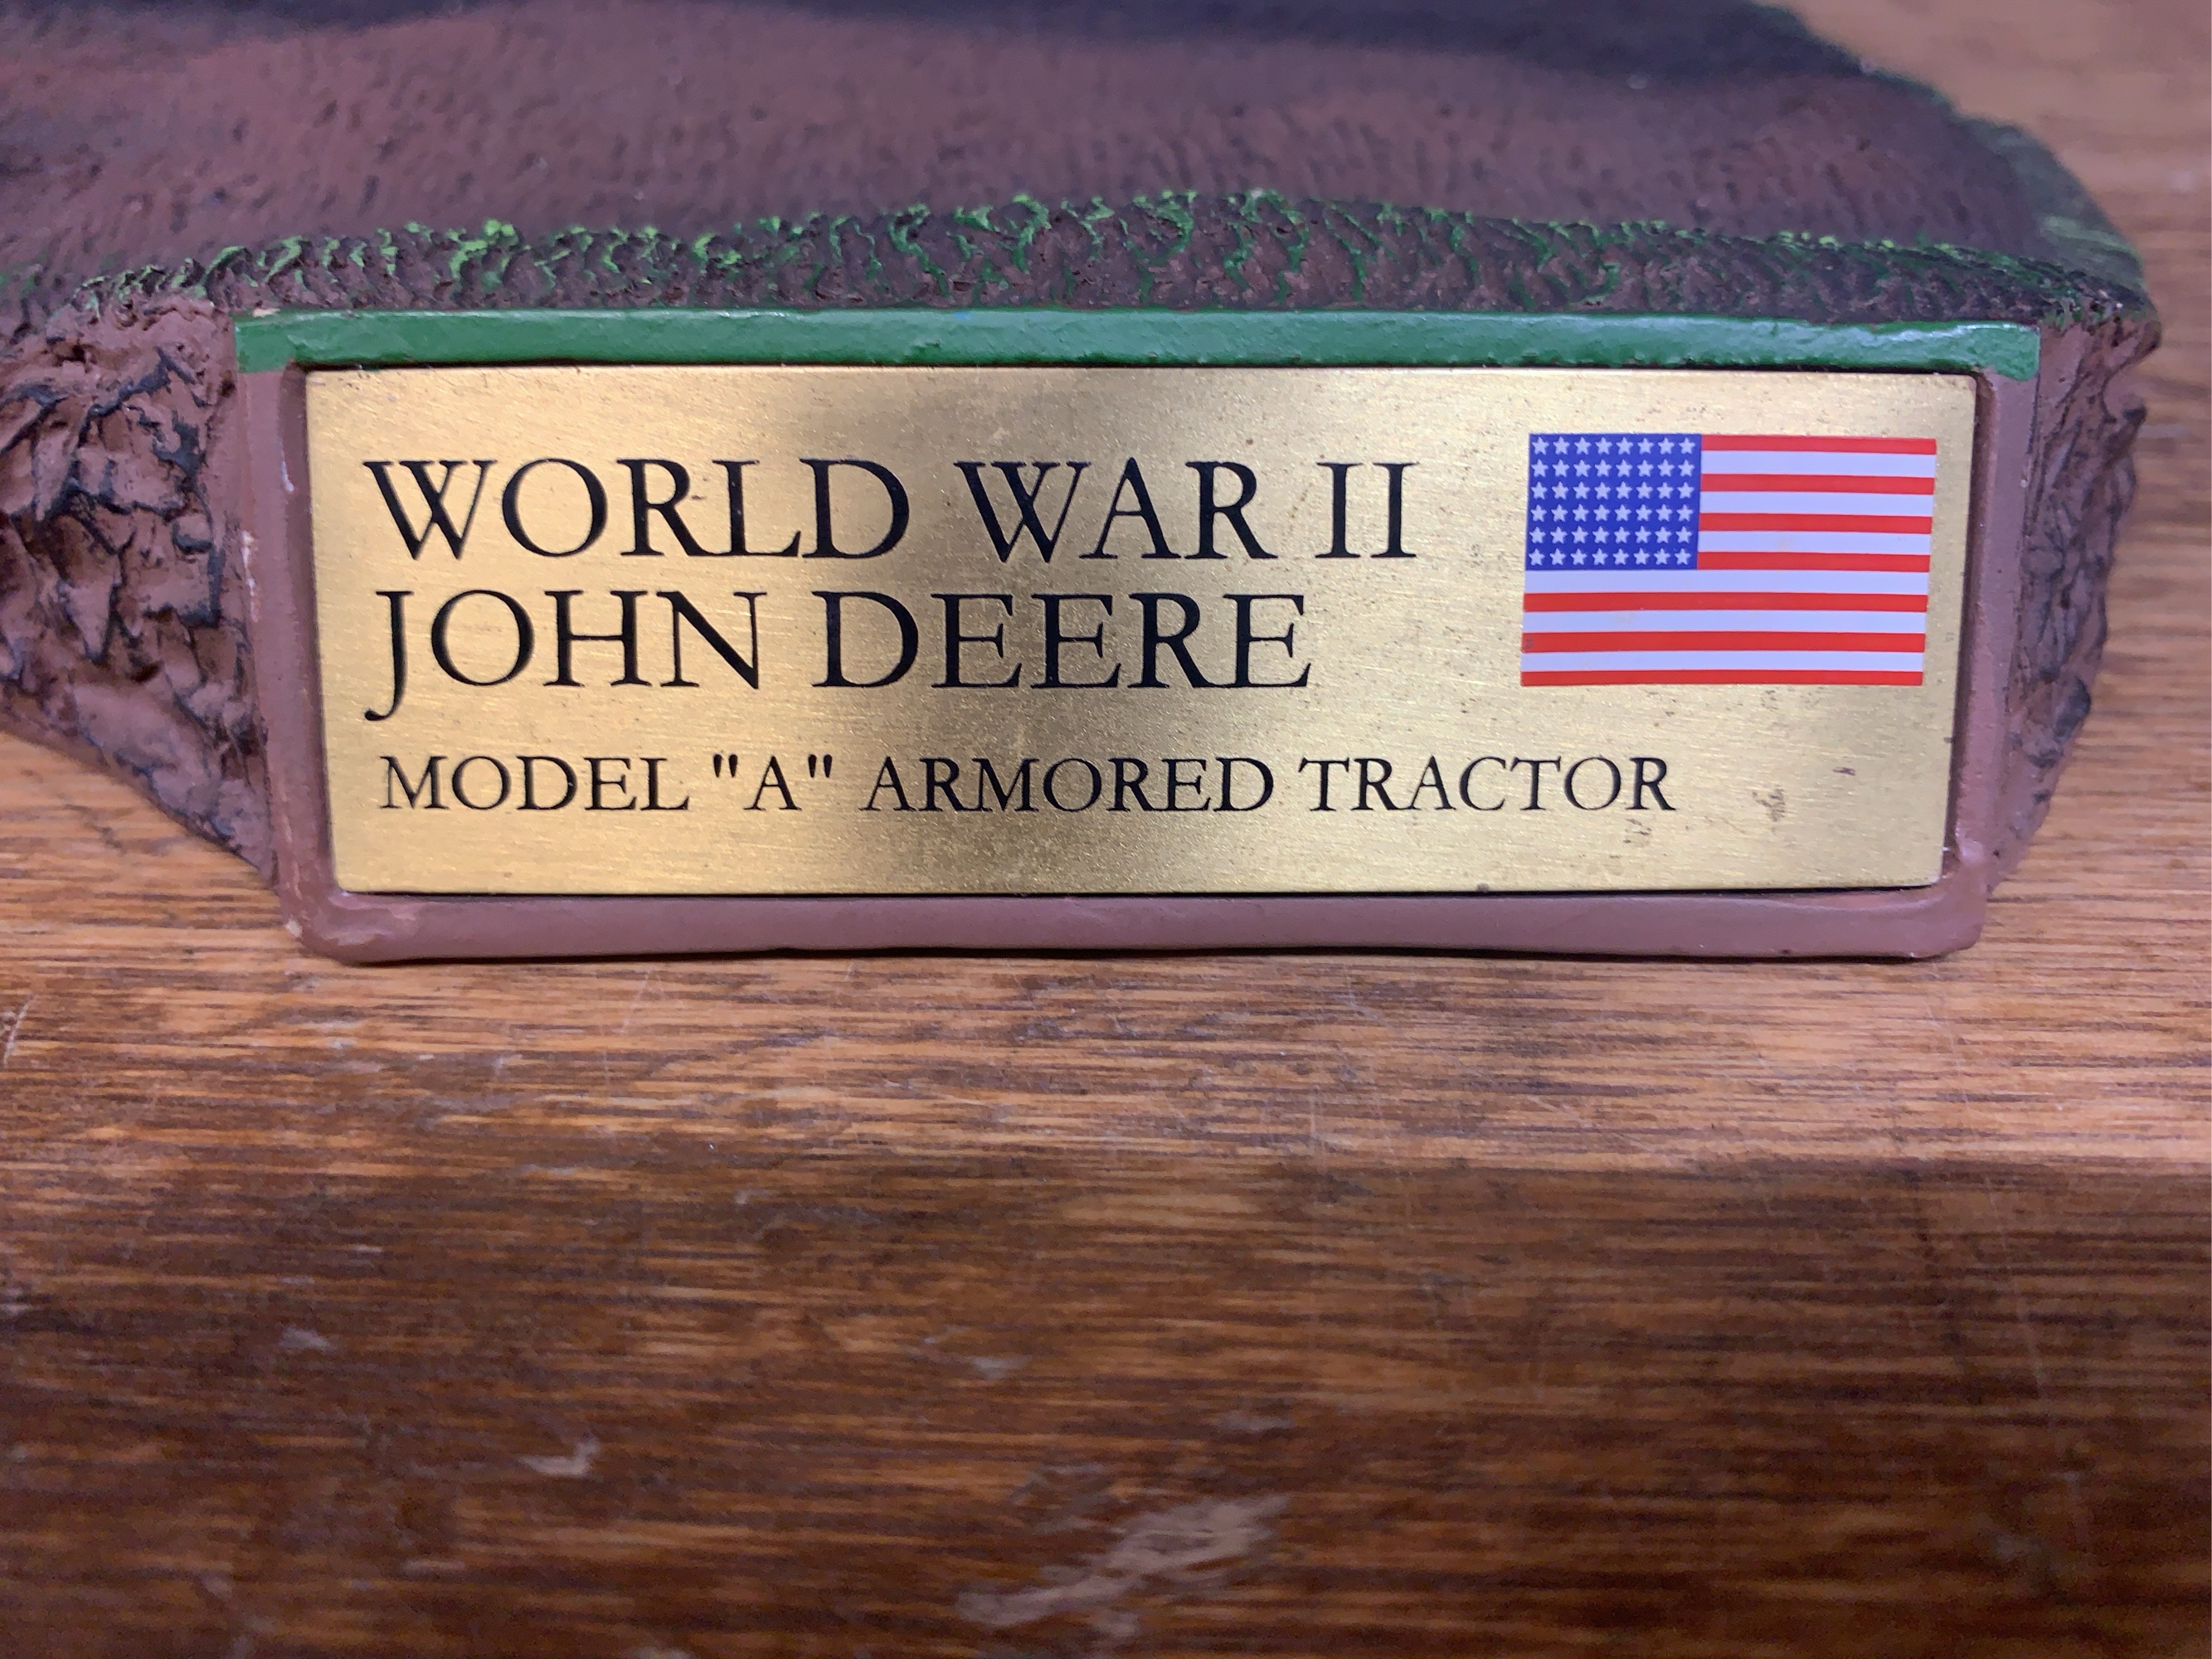 WORLD WAR II
JOHN DEERE
MODEL "A" ARMORED TRACTOR